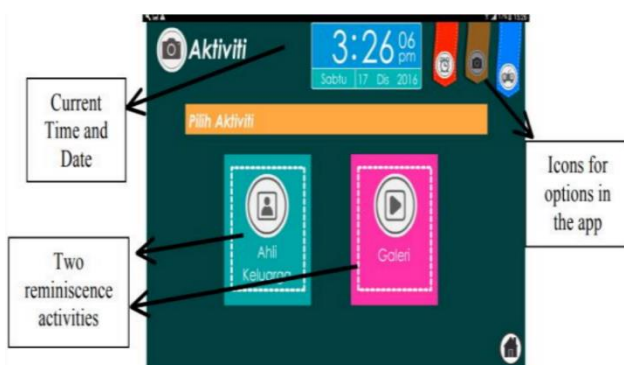 Aktiviti
3:26 06 pm
Sabtu 17 Dis 2016
Pilih Aktiviti
Ahli
Keluarga
Galeri
Current
Time and
Date
Two
reminiscence
activities
Icons for
options in
the app